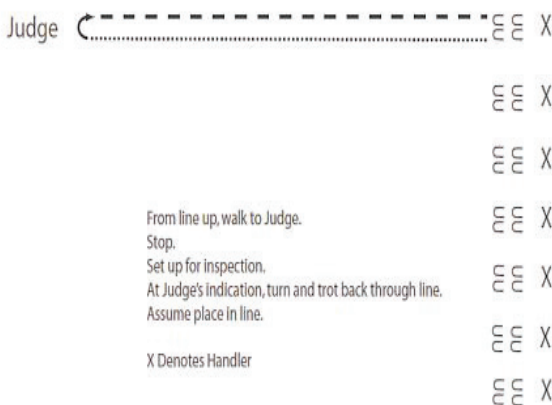 Judge
X
X
X
From line up, walk to Judge.
X
Stop.
Set up for inspection.
At Judge's indication, turn and trot back through line.
X
Assume place in line.
X
X Denotes Handler
X